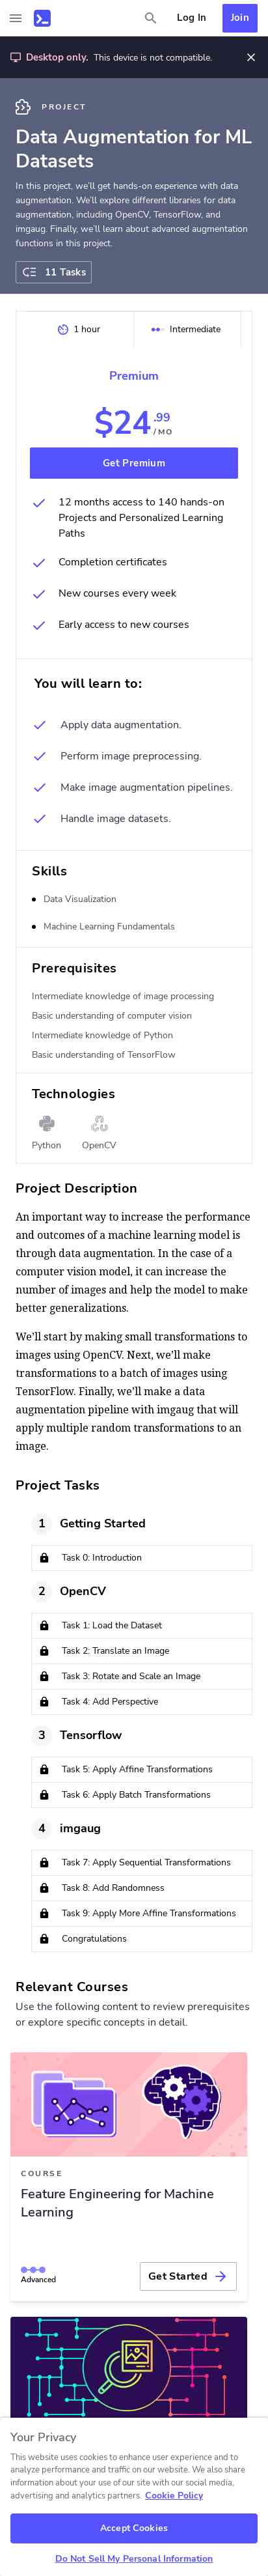 Log In
Join
Desktop only. This device is not compatible.
PROJECT
Data Augmentation for ML
Datasets
In this project, we'll get hands-on experience with data
augmentation. We'll explore different libraries for data
augmentation, including OpenCV, TensorFlow, and
imgaug. Finally, we'll learn about advanced augmentation
functions in this project.
11 Tasks
1 hour
Intermediate
Premium
$24 .99
/ MO
Get Premium
12 months access to 140 hands-on
Projects and Personalized Learning
Paths
Completion certificates
New courses every week
Early access to new courses
You will learn to:
Apply data augmentation.
Perform image preprocessing.
Make image augmentation pipelines.
Handle image datasets.
Skills
Data Visualization
Machine Learning Fundamentals
Prerequisites
Intermediate knowledge of image processing
Basic understanding of computer vision
Intermediate knowledge of Python
Basic understanding of TensorFlow
Technologies
Python
OpenCV
Project Description
An important way to increase the performance
and outcomes of a machine learning model is
through data augmentation. In the case of a
computer vision model, it can increase the
number of images and help the model to make
better generalizations.
We'll start by making small transformations to
images using OpenCV. Next, we'll make
transformations to a batch of images using
TensorFlow. Finally, we'll make a data
augmentation pipeline with imgaug that will
apply multiple random transformations to an
image.
Project Tasks
1 Getting Started
Task 0: Introduction
2 OpenCV
Task 1: Load the Dataset
Task 2: Translate an Image
Task 3: Rotate and Scale an Image
Task 4: Add Perspective
3 Tensorflow
Task 5: Apply Affine Transformations
Task 6: Apply Batch Transformations
4 imgaug
Task 7: Apply Sequential Transformations
Task 8: Add Randomness
Task 9: Apply More Affine Transformations
Congratulations
Relevant Courses
Use the following content to review prerequisites
or explore specific concepts in detail.
COURSE
Feature Engineering for Machine
Learning
Advanced
Get Started
Your Privacy
This website uses cookies to enhance user experience and to
analyze performance and traffic on our website. We also share
information about your use of our site with our social media,
advertising and analytics partners. Cookie Policy
Accept Cookies
Do Not Sell My Personal Information